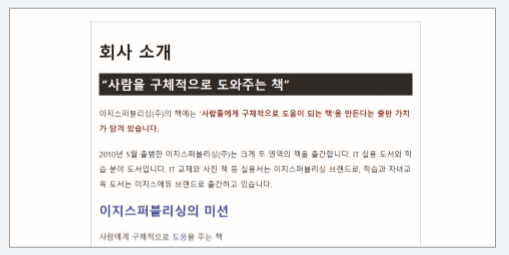 회사 소개
“사람을 구체적으로 도와주는 책”
이지스퍼블리싱(주)의 책에는 '사람들에게 구체적으로 도움이 되는 책'을 만든다는 출판 가치
가 담겨 있습니다.
2010년 5월 출범한 이지스퍼블리싱(주)는 크게 두 영역의 책을 출간합니다. IT 실용 도서와 학
습 분야 도서입니다. IT 교재와 사진 책 등 실용서는 이지스퍼블리싱 브랜드로, 학습과 자녀교
육 도서는 이지스에듀 브랜드로 출간하고 있습니다.
이지스퍼블리싱의 미션
사람에게 구체적으로 도움을 주는 책